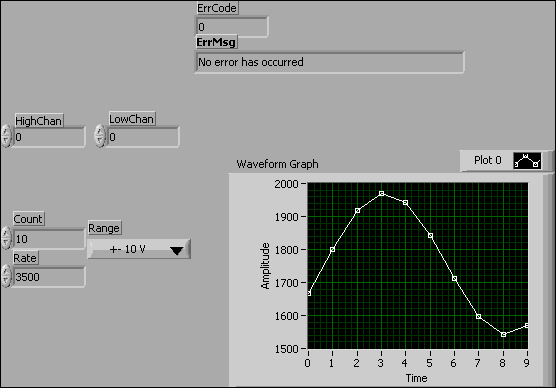 ErrCode
0
ErrMsg
No error has occurred
HighChan
LowChan
0
0
Waveform Graph
Plot 0
Count
10
Range
+- 10 V
Rate
3500
Amplitude
2000
1900
1800
1700
1600
1500
0 1 2 3 4 5 6 7 8 9
Time